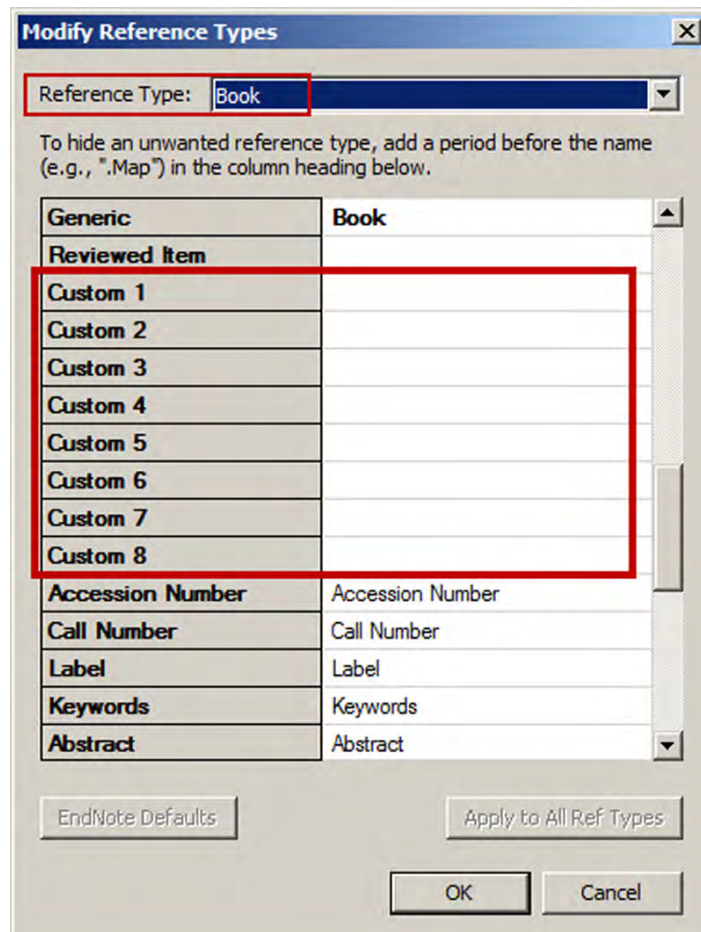 Modify Reference Types
Reference Type: Book
To hide an unwanted reference type, add a period before the name
(e.g., ".Map") in the column heading below.
Generic Book
Reviewed Item
Custom 1
Custom 2
Custom 3
Custom 4
Custom 5
Custom 6
Custom 7
Custom 8
Accession Number Accession Number
Call Number Call Number
Label Label
Keywords Keywords
Abstract Abstract
EndNote Defaults Apply to All Ref Types
OK Cancel